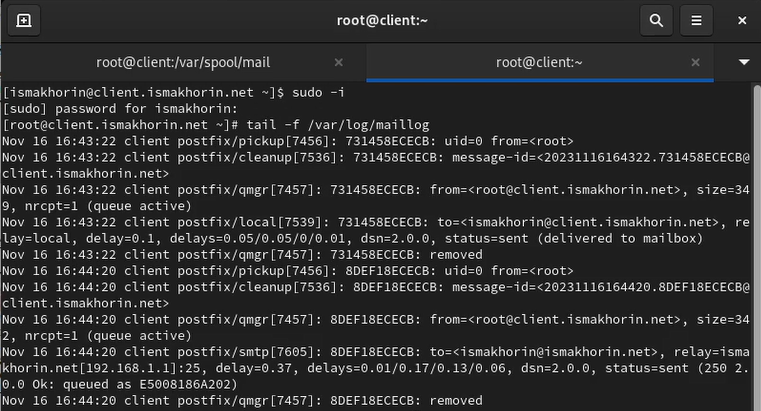 root@client:~
root@client:/var/spool/mail
root@client:~
[ismakhorin@client.ismakhorin.net ~]$ sudo -i
[sudo] password for ismakhorin:
[root@client.ismakhorin.net ~]# tail -f /var/log/maillog
Nov 16 16:43:22 client postfix/pickup[7456]: 731458ECECB: uid=0 from=<root>
Nov 16 16:43:22 client postfix/cleanup[7536]: 731458ECECB: message-id=<20231116164322.731458ECECB@
client.ismakhorin.net>
Nov 16 16:43:22 client postfix/qmgr[7457]: 731458ECECB: from=<root@client.ismakhorin.net>, size=34
9, nrcpt=1 (queue active)
Nov 16 16:43:22 client postfix/local[7539]: 731458ECECB: to=<ismakhorin@client.ismakhorin.net>, re
lay=local, delay=0.1, delays=0.05/0.05/0/0.01, dsn=2.0.0, status=sent (delivered to mailbox)
Nov 16 16:43:22 client postfix/qmgr[7457]: 731458ECECB: removed
Nov 16 16:44:20 client postfix/pickup[7456]: 8DEF18ECECB: uid=0 from=<root>
Nov 16 16:44:20 client postfix/cleanup[7536]: 8DEF18ECECB: message-id=<20231116164420.8DEF18ECECB@
client.ismakhorin.net>
Nov 16 16:44:20 client postfix/qmgr[7457]: 8DEF18ECECB: from=<root@client.ismakhorin.net>, size=34
2, nrcpt=1 (queue active)
Nov 16 16:44:20 client postfix/smtp[7605]: 8DEF18ECECB: to=<ismakhorin@ismakhorin.net>, relay=isma
khorin.net[192.168.1.1]:25, delay=0.37, delays=0.01/0.17/0.13/0.06, dsn=2.0.0, status=sent (250 2.
0.0 Ok: queued as E5008186A202)
Nov 16 16:44:20 client postfix/qmgr[7457]: 8DEF18ECECB: removed